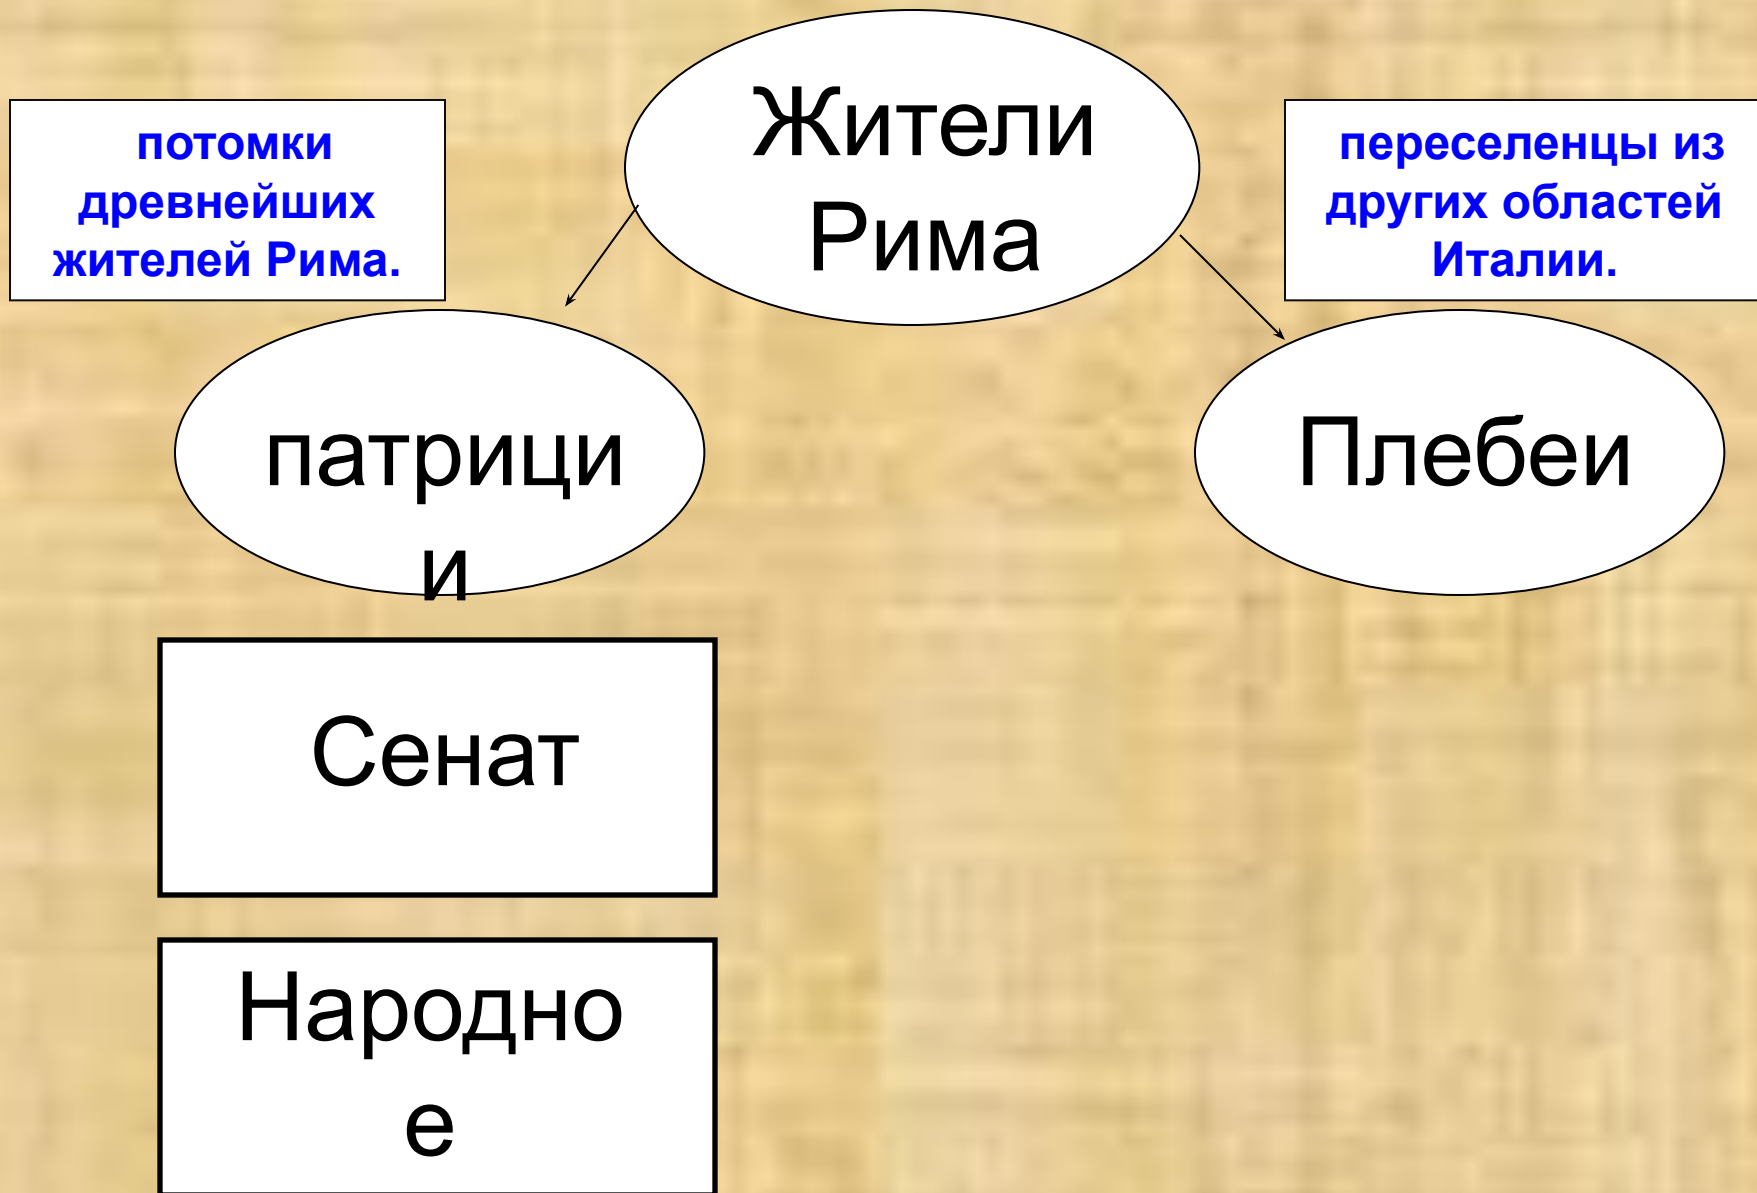 Жители
Рима
потомки
древнейших
жителей Рима.
переселенцы из
других областей
Италии.
патрици
и
Плебеи
Сенат
Народно
е